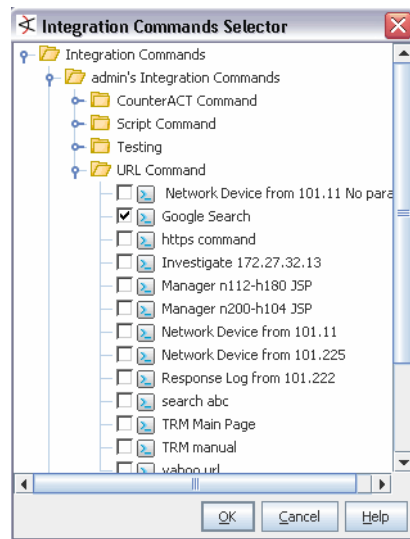 Integration Commands Selector
Integration Commands
admin's Integration Commands
CounterACT Command
Script Command
Testing
URL Command
Network Device from 101.11 No para
Google Search
https command
Investigate 172.27.32.13
Manager n112-h180 JSP
Manager n200-h104 JSP
Network Device from 101.11
Network Device from 101.225
Response Log from 101.222
search abc
TRM Main Page
TRM manual
yahoo url
OK Cancel Help